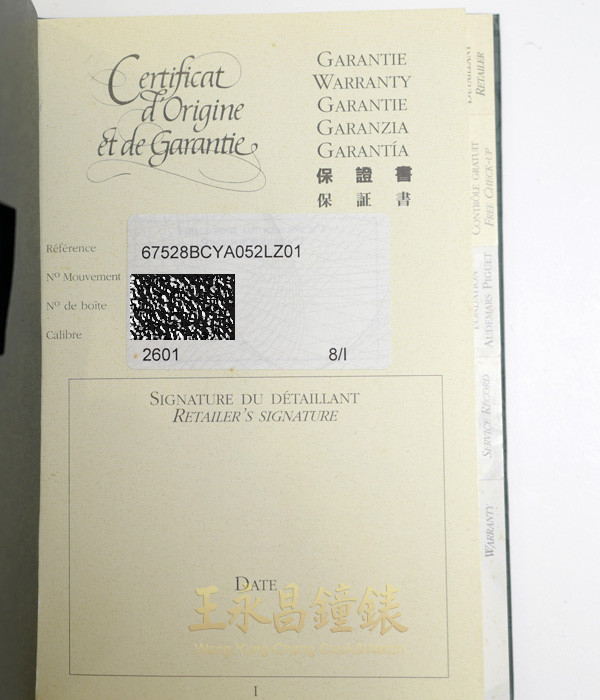 Certificat
d'Origine
et de Garantie
GARANTIE
WARRANTY
GARANTIE
GARANZIA
GARANTÍA
保證書
保証書
Référence
67528BCYA052LZ01
Nº Mouvement
Nº de boîte
Calibre
2601 8/I
SIGNATURE DU DÉTAILLANT
RETAILER'S SIGNATURE
DATE
王永昌鐘錶
I
RETAILER
CONTRÔLE GRATUIT
FREE CHECK-UP
AUDEMARS PIGUET
SERVICE RECORD
WARRANTY